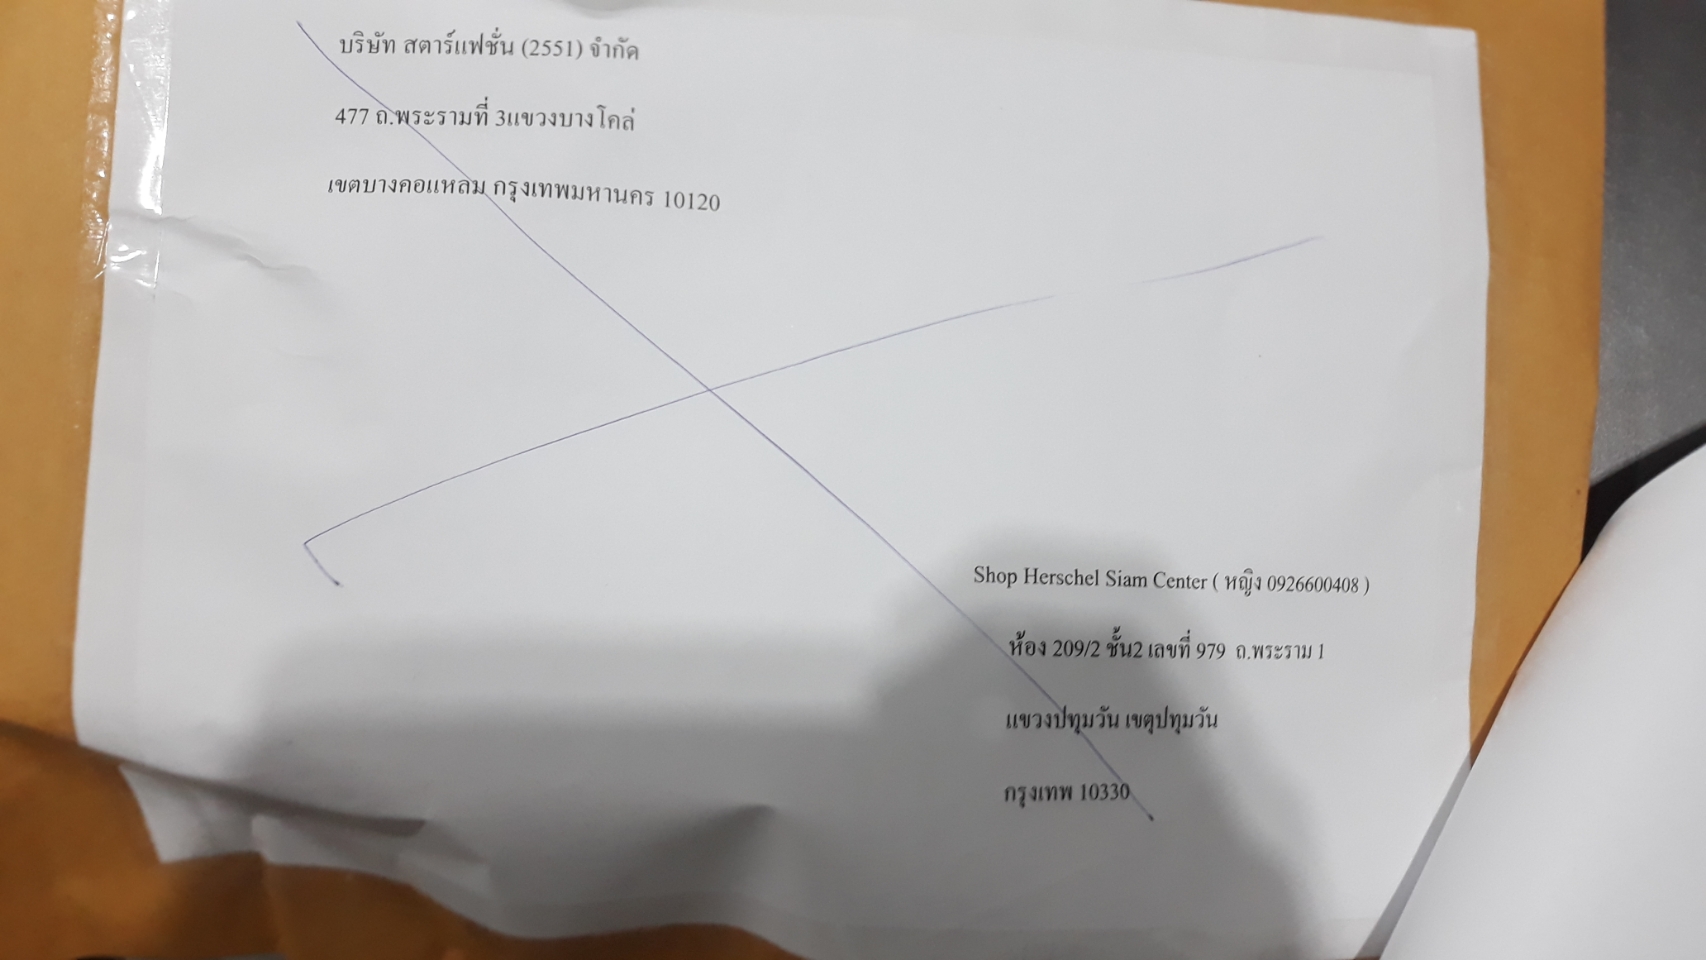 บริษัท สตาร์แฟชั่น (2551) จำกัด
477 ถ.พระรามที่ 3แขวงบางโคล่
เขตบางคอแหลม กรุงเทพมหานคร 10120
Shop Herschel Siam Center ( หญิง 0926600408 )
ห้อง 209/2 ชั้น2 เลขที่ 979 ถ.พระราม 1
แขวงปทุมวัน เขตุปทุมวัน
กรุงเทพ 10330